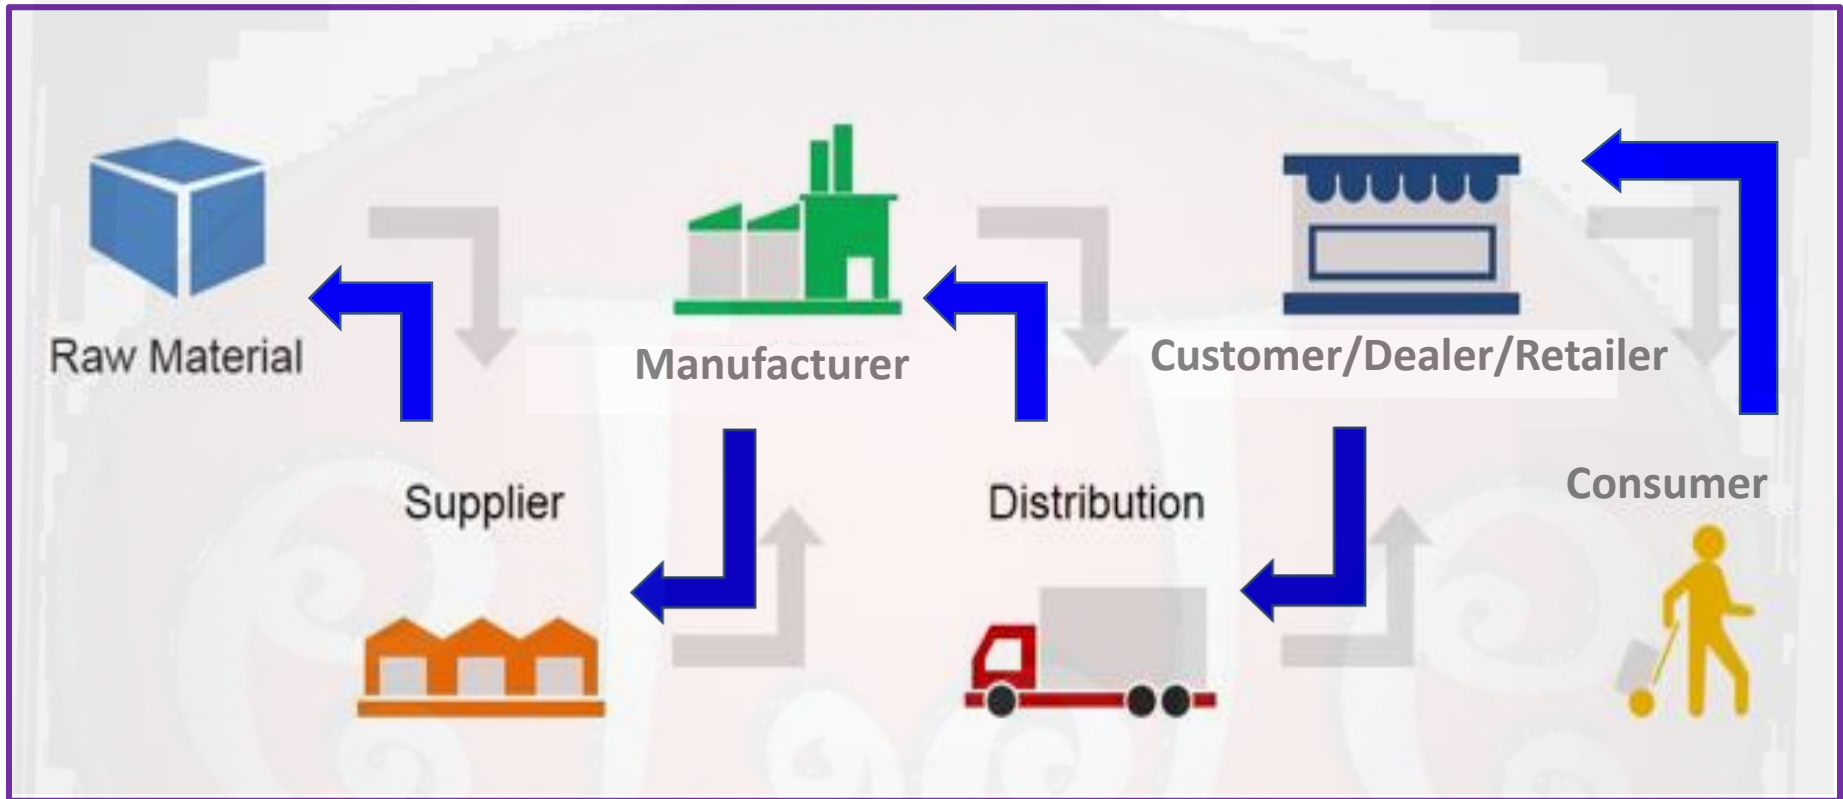 Raw Material
Manufacturer
Customer/Dealer/Retailer
Supplier
Distribution
Consumer